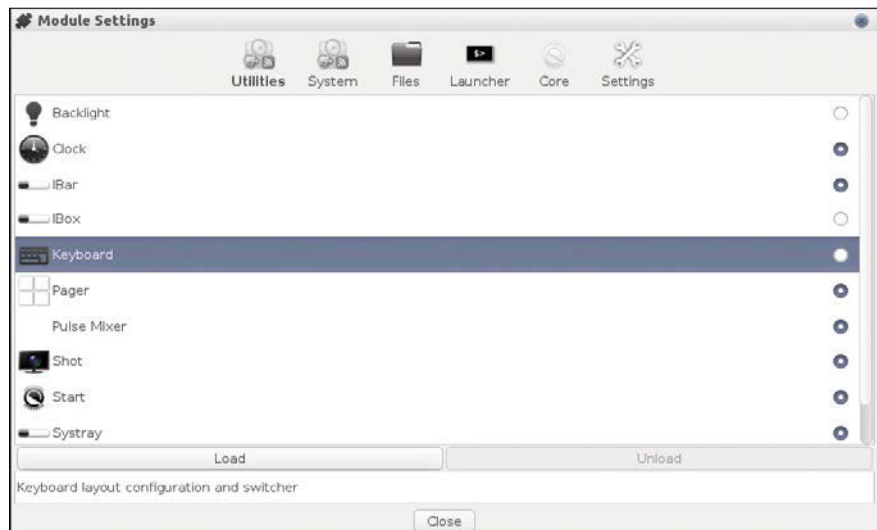 Module Settings
Utilities System Files Launcher Core Settings
Backlight
Clock
IBar
IBox
Keyboard
Pager
Pulse Mixer
Shot
Start
Systray
Load Unload
Keyboard layout configuration and switcher
Close